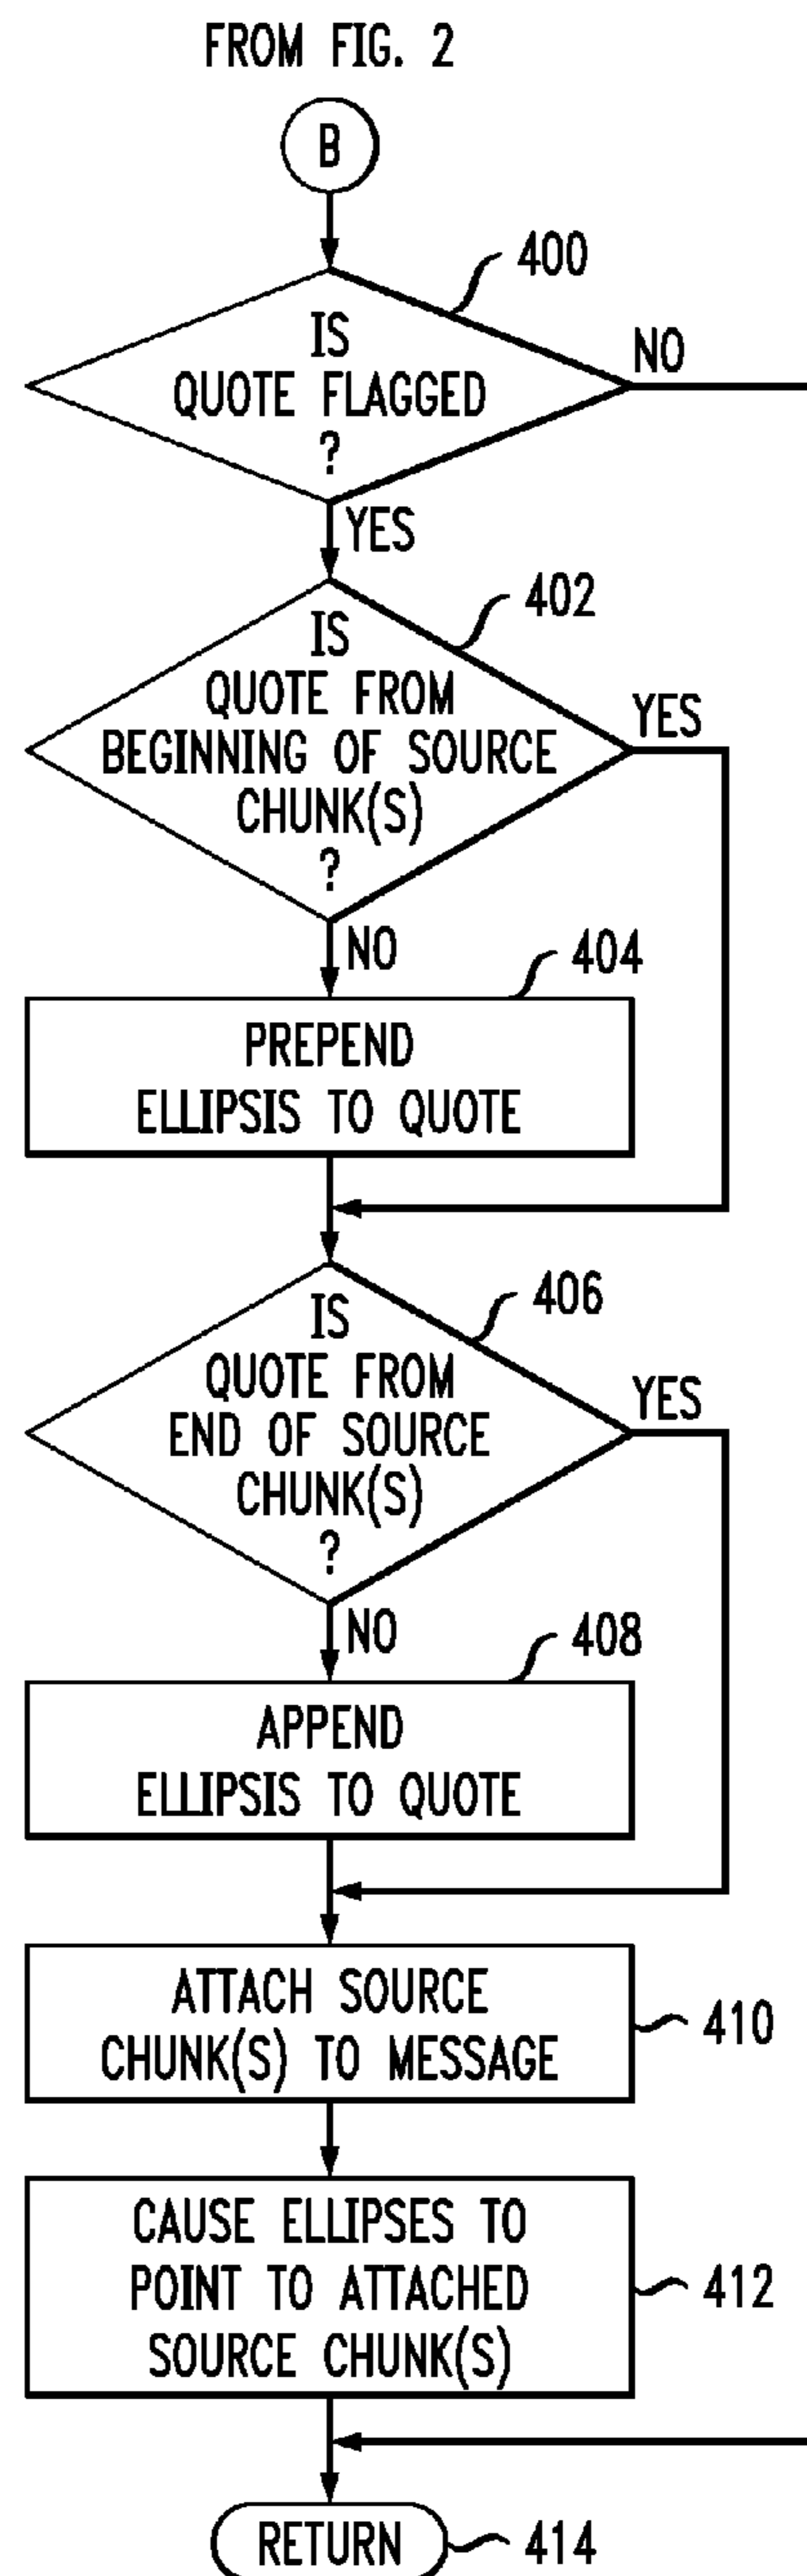 FROM FIG. 2
B
400
IS
QUOTE FLAGGED
?
NO
YES
402
IS
QUOTE FROM
BEGINNING OF SOURCE
CHUNK(S)
?
YES
NO
404
PREPEND
ELLIPSIS TO QUOTE
406
IS
QUOTE FROM
END OF SOURCE
CHUNK(S)
?
YES
NO
408
APPEND
ELLIPSIS TO QUOTE
ATTACH SOURCE
CHUNK(S) TO MESSAGE
410
CAUSE ELLIPSES TO
POINT TO ATTACHED
SOURCE CHUNK(S)
412
RETURN
414